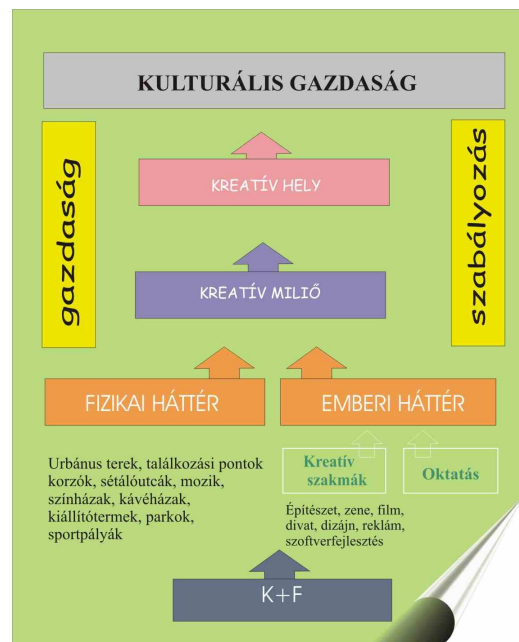 KULTURÁLIS GAZDASÁG
gazdaság
szabályozás
KREATÍV HELY
KREATÍV MILIŐ
FIZIKAI HÁTTÉR
EMBERI HÁTTÉR
Urbánus terek, találkozási pontok
korzók, sétálóutcák, mozik,
színházak, kávéházak,
kiállítótermek, parkok,
sportpályák
Kreatív
szakmák
Oktatás
Építészet, zene, film,
divat, dizájn, reklám,
szoftverfejlesztés
K+F